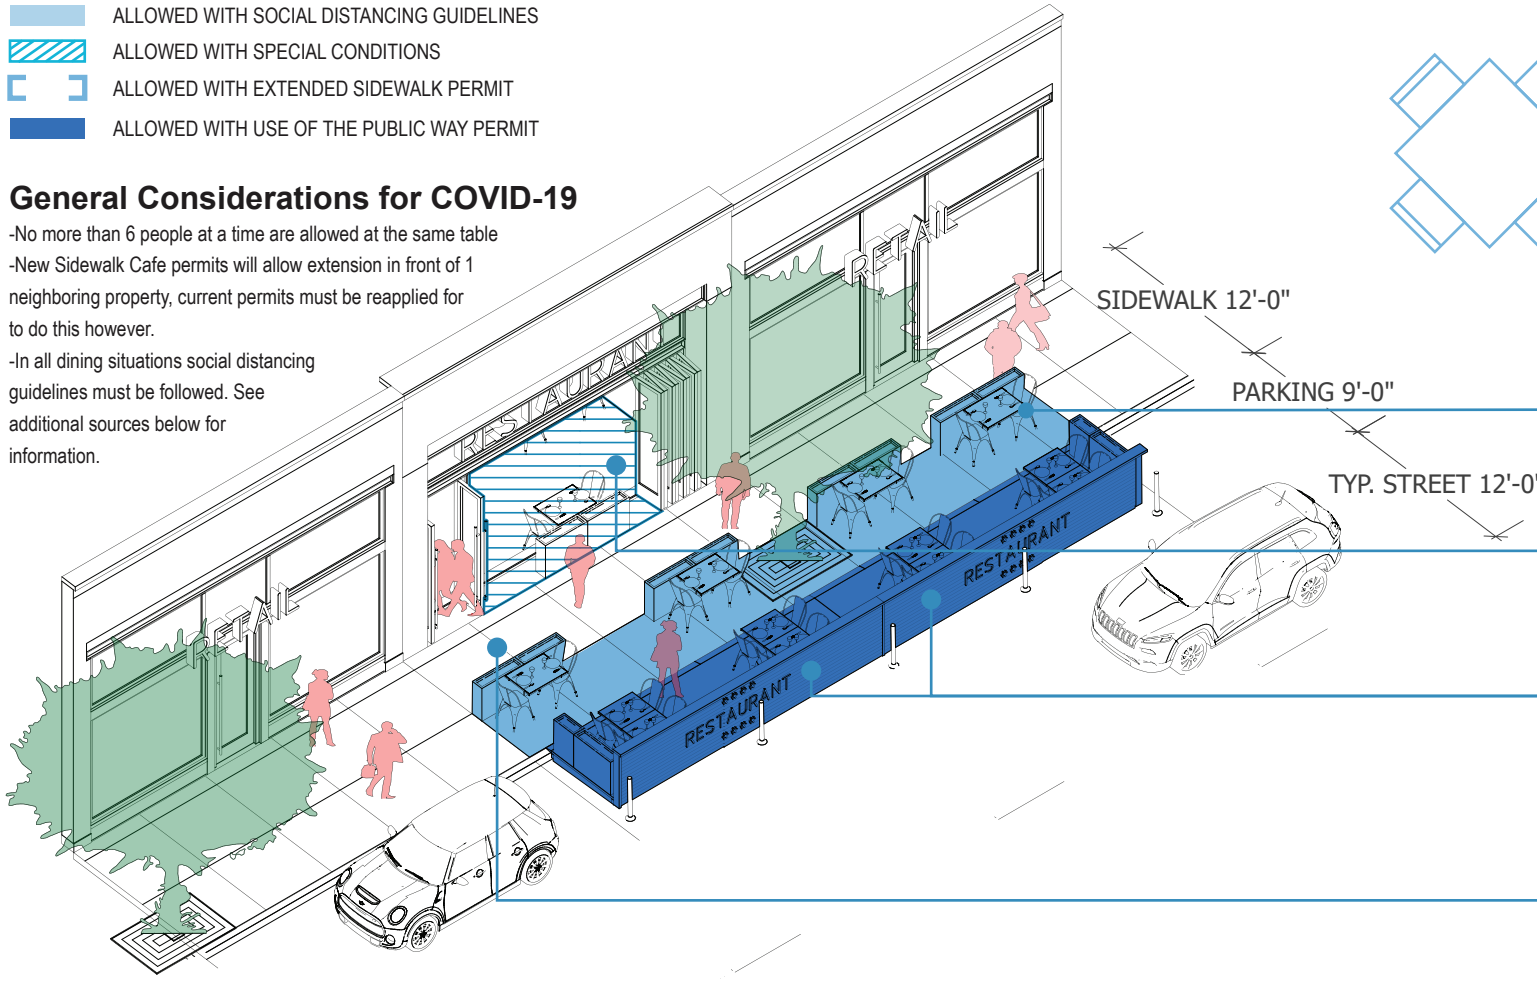 ALLOWED WITH SOCIAL DISTANCING GUIDELINES
ALLOWED WITH SPECIAL CONDITIONS
ALLOWED WITH EXTENDED SIDEWALK PERMIT
ALLOWED WITH USE OF THE PUBLIC WAY PERMIT
General Considerations for COVID-19
-No more than 6 people at a time are allowed at the same table
-New Sidewalk Cafe permits will allow extension in front of 1
neighboring property, current permits must be reapplied for
to do this however.
-In all dining situations social distancing
guidelines must be followed. See
additional sources below for
information.
RETAIL
SIDEWALK 12'-0"
RESTAURANT
PARKING 9'-0"
TYP. STREET 12'-0"
RESTAURANT
RETAIL
RESTAURANT